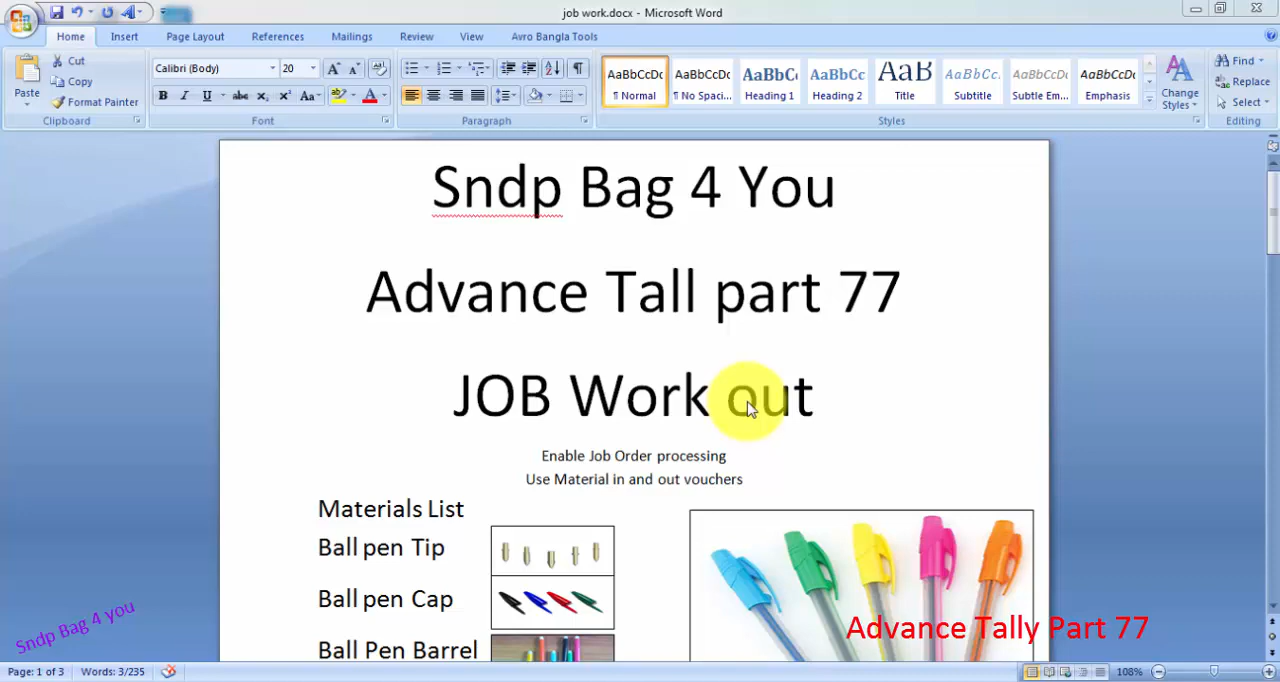 job work.docx - Microsoft Word
Home Insert Page Layout References Mailings Review View Avro Bangla Tools
Paste
Cut
Copy
Format Painter
Clipboard
Calibri (Body) 20
B I U abc x₂ x² Aa
Font
Paragraph
AaBbCcDc AaBbCcDc AaBbCc AaBbCc AaB AaBbCc. AaBbCcDc AaBbCcDc
¶ Normal ¶ No Spaci... Heading 1 Heading 2 Title Subtitle Subtle Em... Emphasis
Change Styles
Styles
Find
Replace
Select
Editing
Sndp Bag 4 You
Advance Tall part 77
JOB Work out
Enable Job Order processing
Use Material in and out vouchers
Materials List
Ball pen Tip
Ball pen Cap
Ball Pen Barrel
Sndp Bag 4 you
Advance Tally Part 77
Page: 1 of 3 Words: 3/235 108%